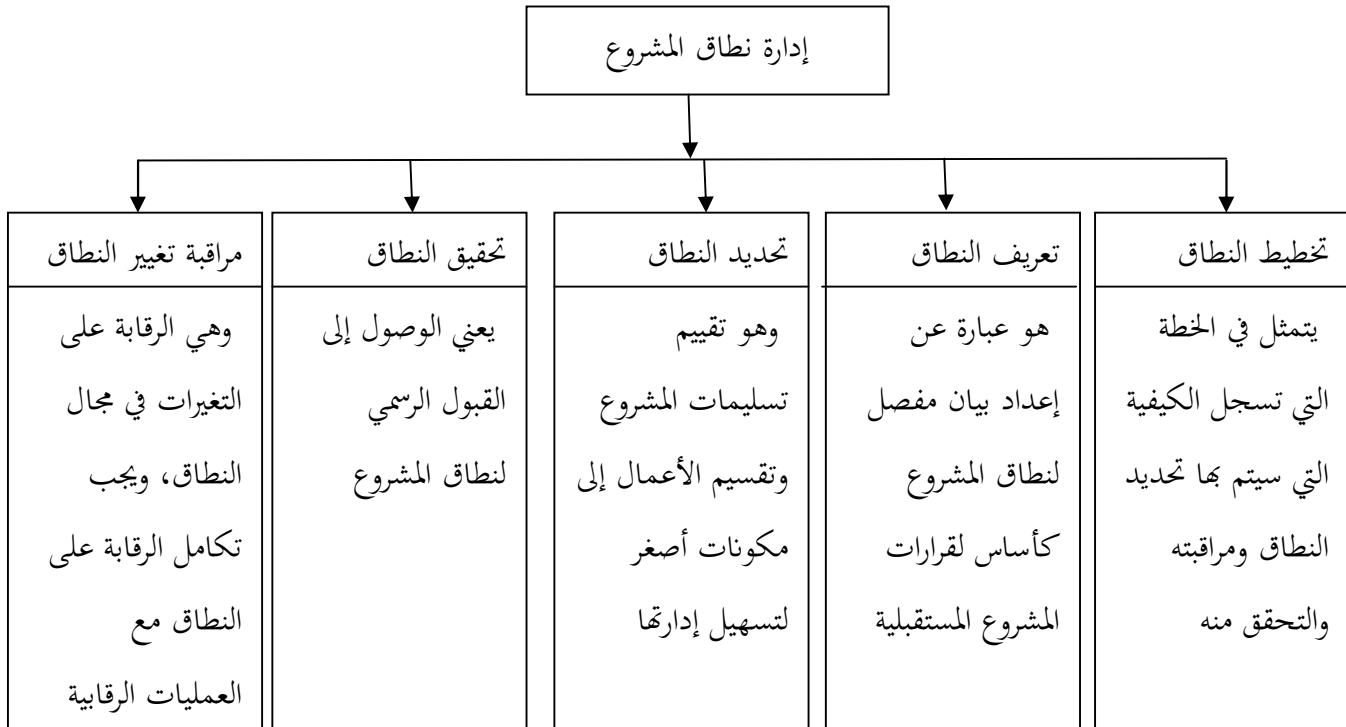 إدارة نطاق المشروع
تخطيط النطاق
يتمثل في الخطة
التي تسجل الكيفية
التي سيتم بها تحديد
النطاق ومراقبته
والتحقق منه
تعريف النطاق
هو عبارة عن
إعداد بيان مفصل
لنطاق المشروع
كأساس لقرارات
المشروع المستقبلية
تحديد النطاق
وهو تقييم
تسليمات المشروع
وتقسيم الأعمال إلى
مكونات أصغر
لتسهيل إدارتها
تحقيق النطاق
يعني الوصول إلى
القبول الرسمي
لنطاق المشروع
مراقبة تغيير النطاق
وهي الرقابة على
التغيرات في مجال
النطاق، ويجب
تكامل الرقابة على
النطاق مع
العمليات الرقابية